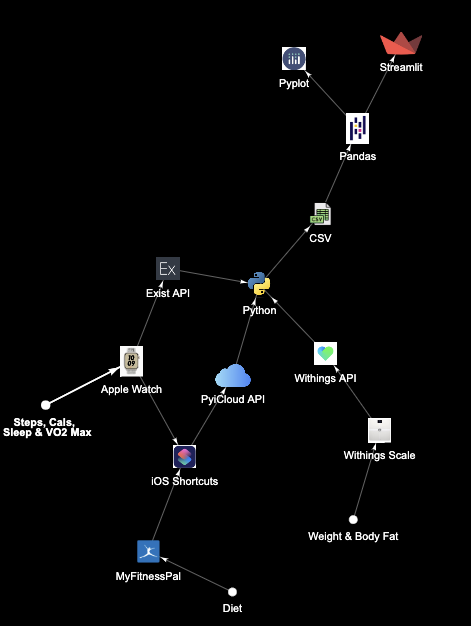 Streamlit
Pyplot
Pandas
CSV
CSV
Ex
Exist API
Python
10
09
Apple Watch
PyiCloud API
Withings API
Steps, Cals,
Sleep & VO2 Max
iOS Shortcuts
Withings Scale
Weight & Body Fat
MyFitnessPal
Diet